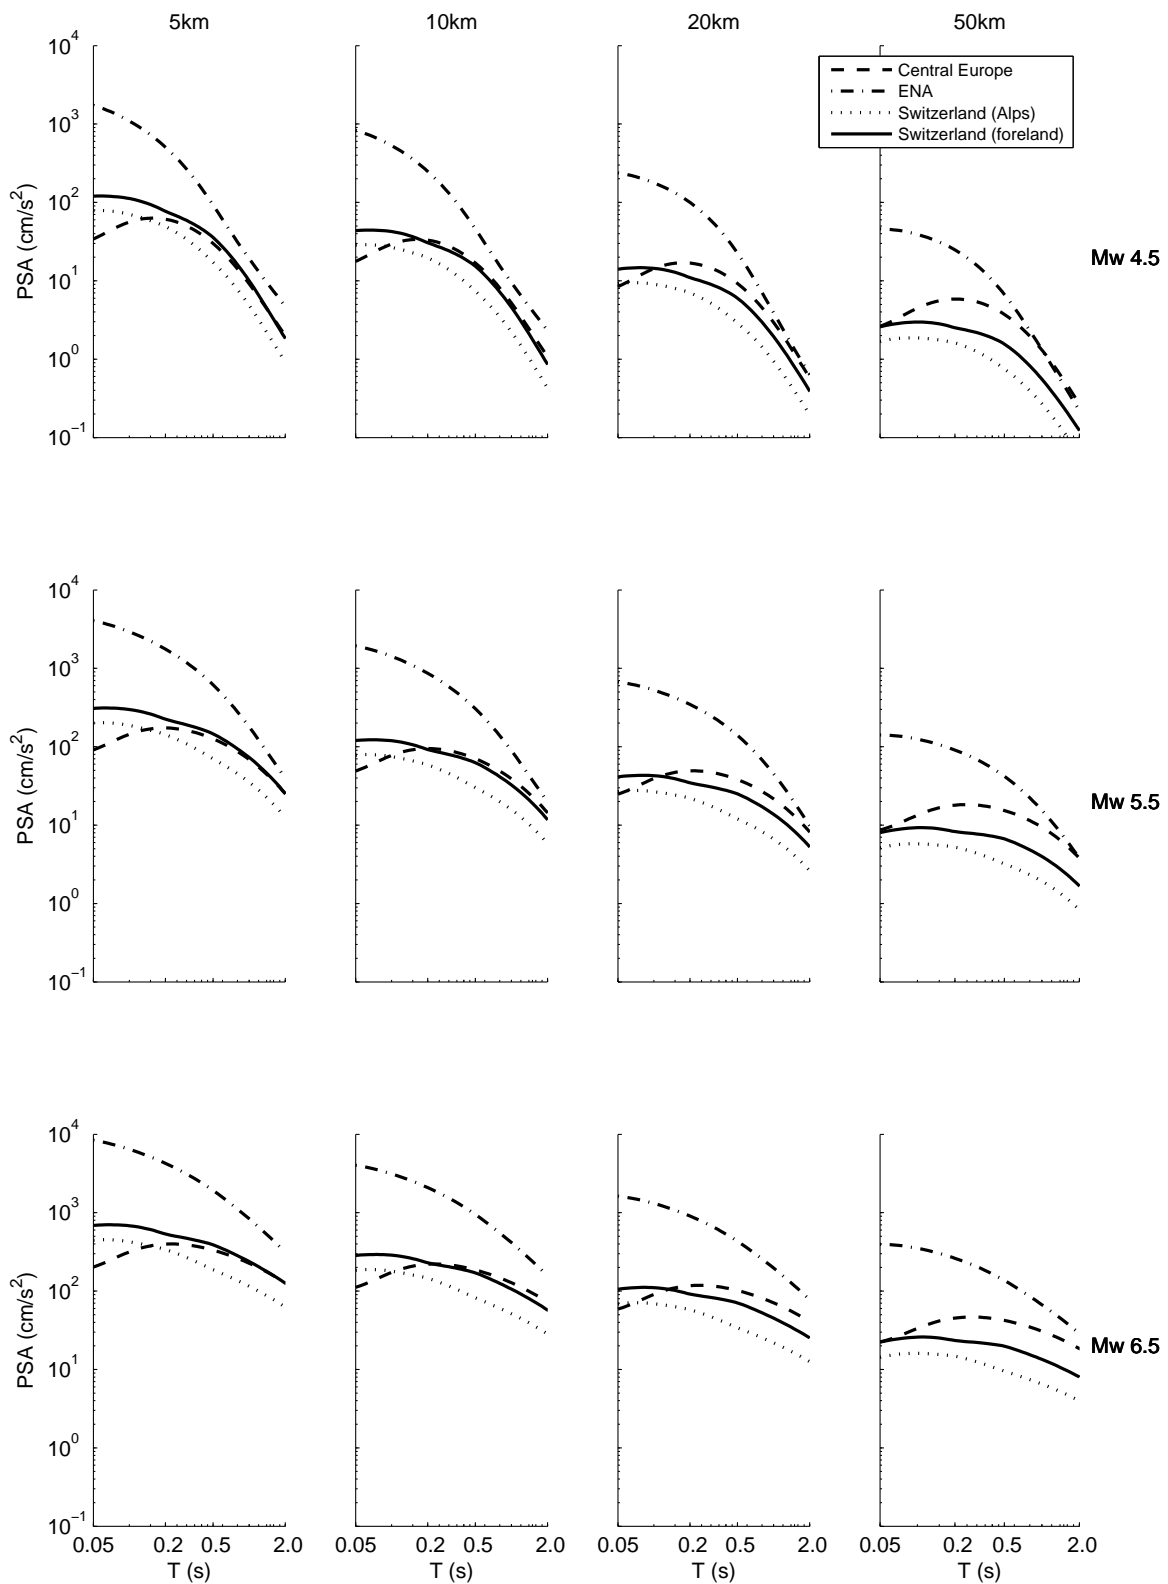 5km 10km 20km 50km
10^4
10^3
10^2
10^1
10^0
10^−1
PSA (cm/s^2)
Central Europe
ENA
Switzerland (Alps)
Switzerland (foreland)
Mw 4.5
10^4
10^3
10^2
10^1
10^0
10^−1
PSA (cm/s^2)
Mw 5.5
10^4
10^3
10^2
10^1
10^0
10^−1
PSA (cm/s^2)
Mw 6.5
0.05 0.2 0.5 2.0 0.05 0.2 0.5 2.0 0.05 0.2 0.5 2.0 0.05 0.2 0.5 2.0
T (s) T (s) T (s) T (s)